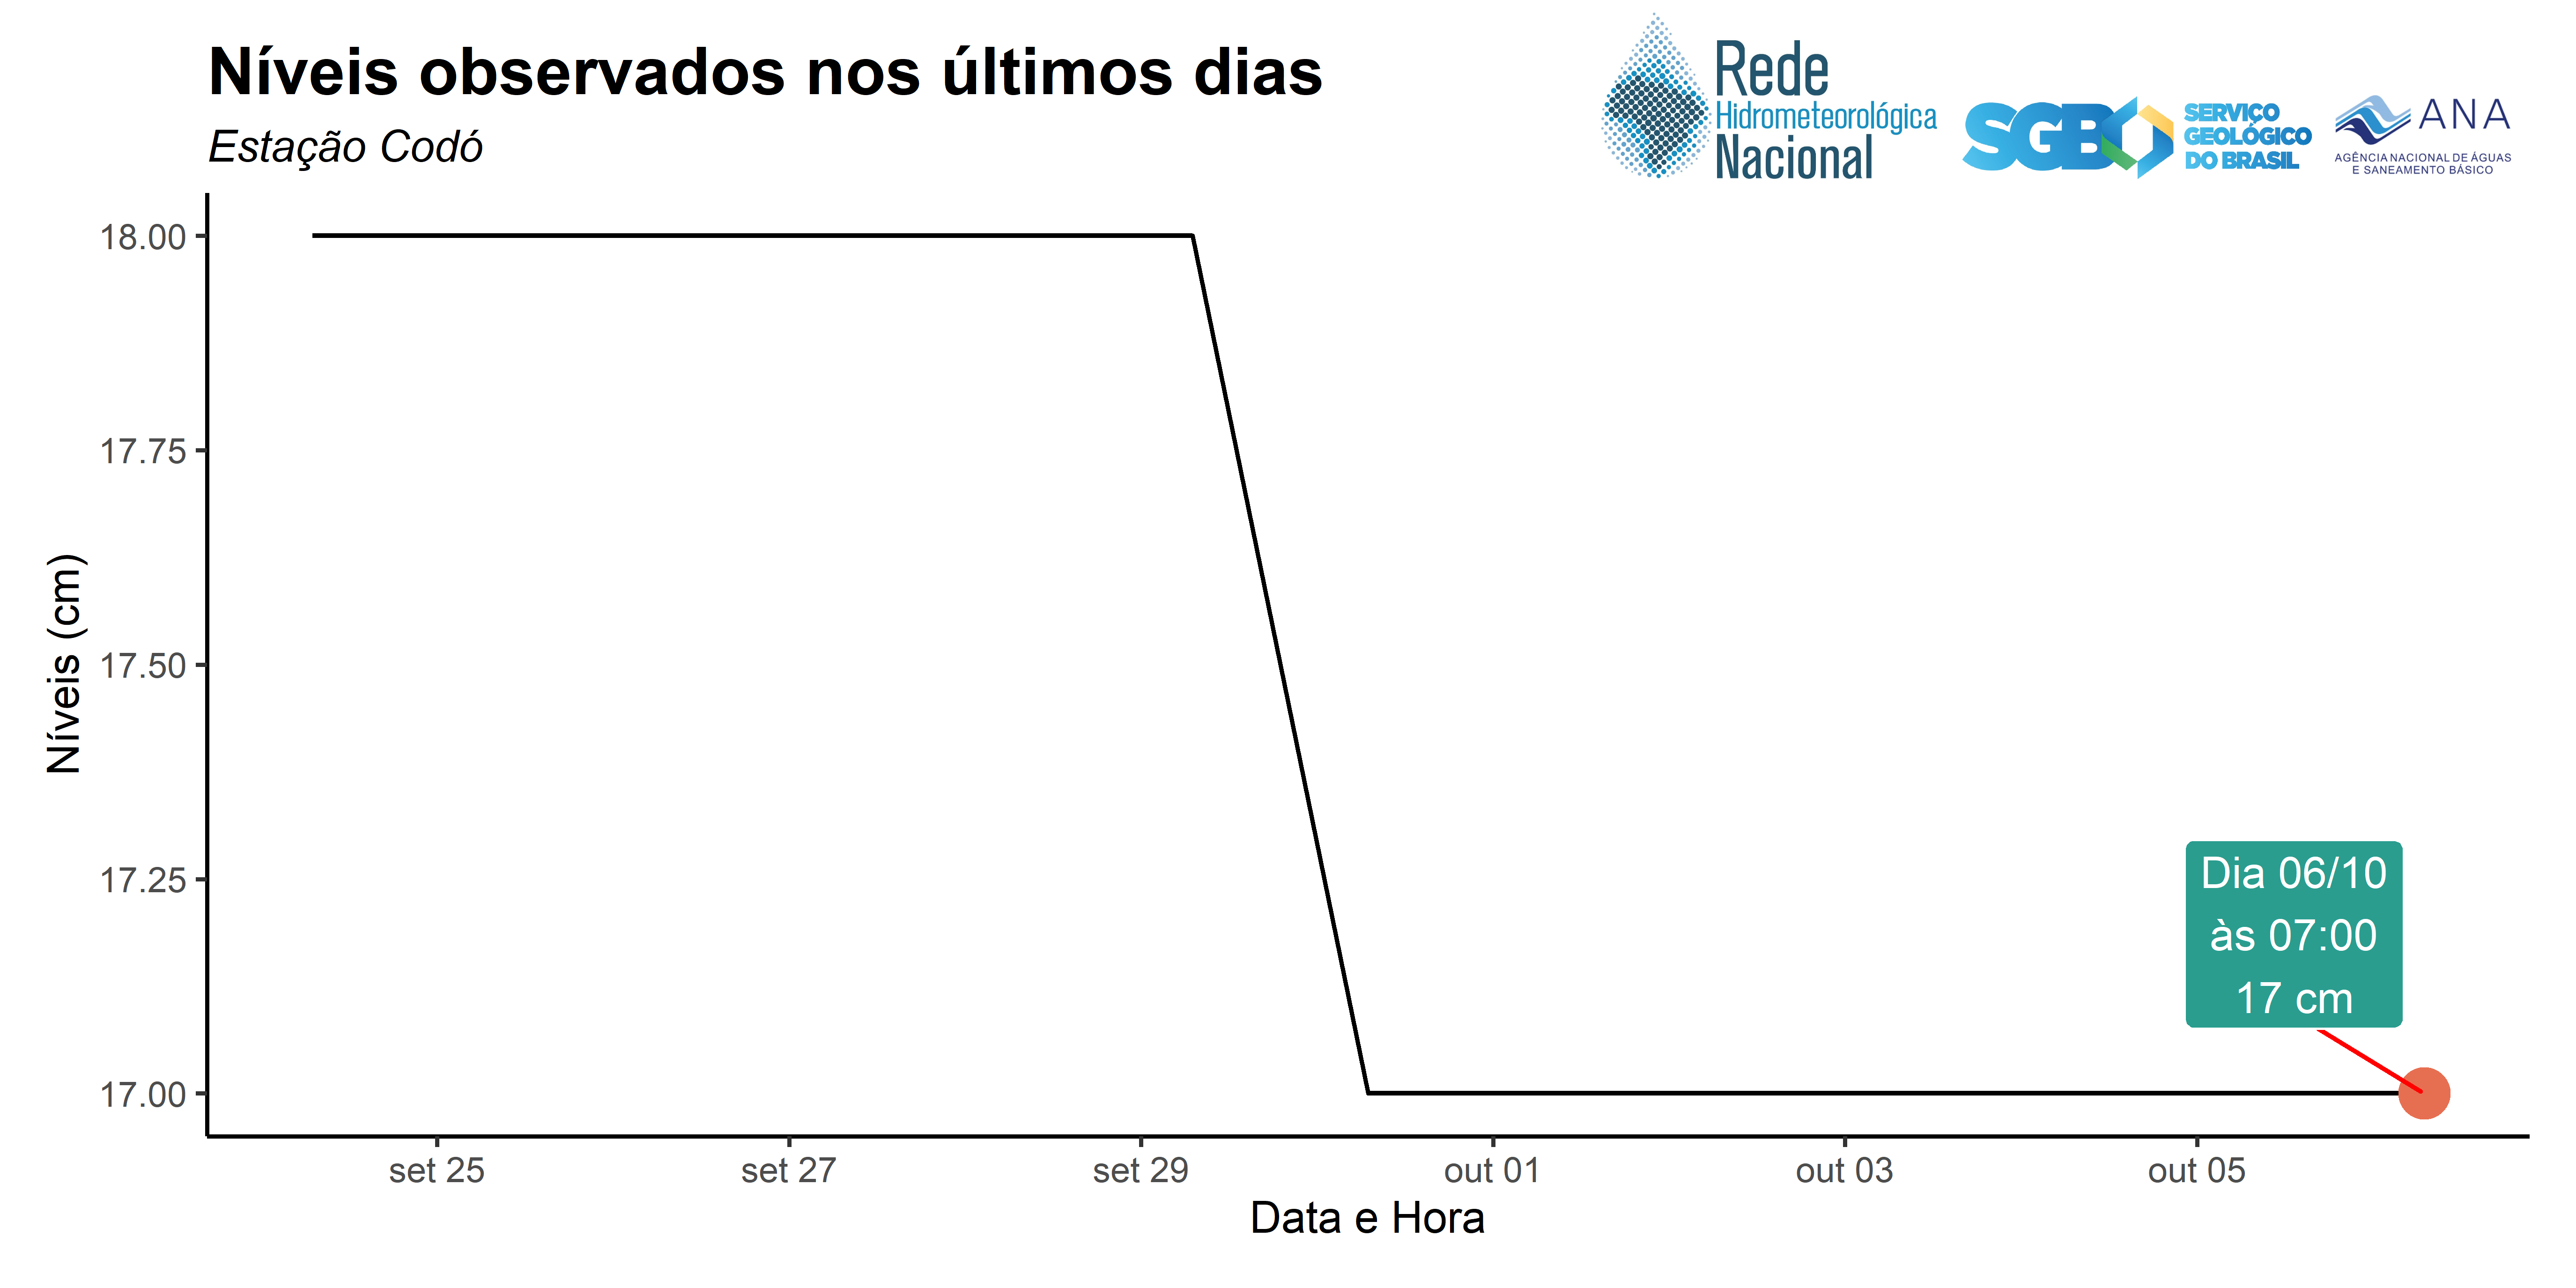 Níveis observados nos últimos dias
Estação Codó
Rede
Hidrometeorológica
Nacional
SGB
SERVIÇO
GEOLÓGICO
DO BRASIL
ANA
AGÊNCIA NACIONAL DE ÁGUAS
E SANEAMENTO BÁSICO
Níveis (cm)
18.00
17.75
17.50
17.25
17.00
Dia 06/10
às 07:00
17 cm
set 25
set 27
set 29
out 01
out 03
out 05
Data e Hora